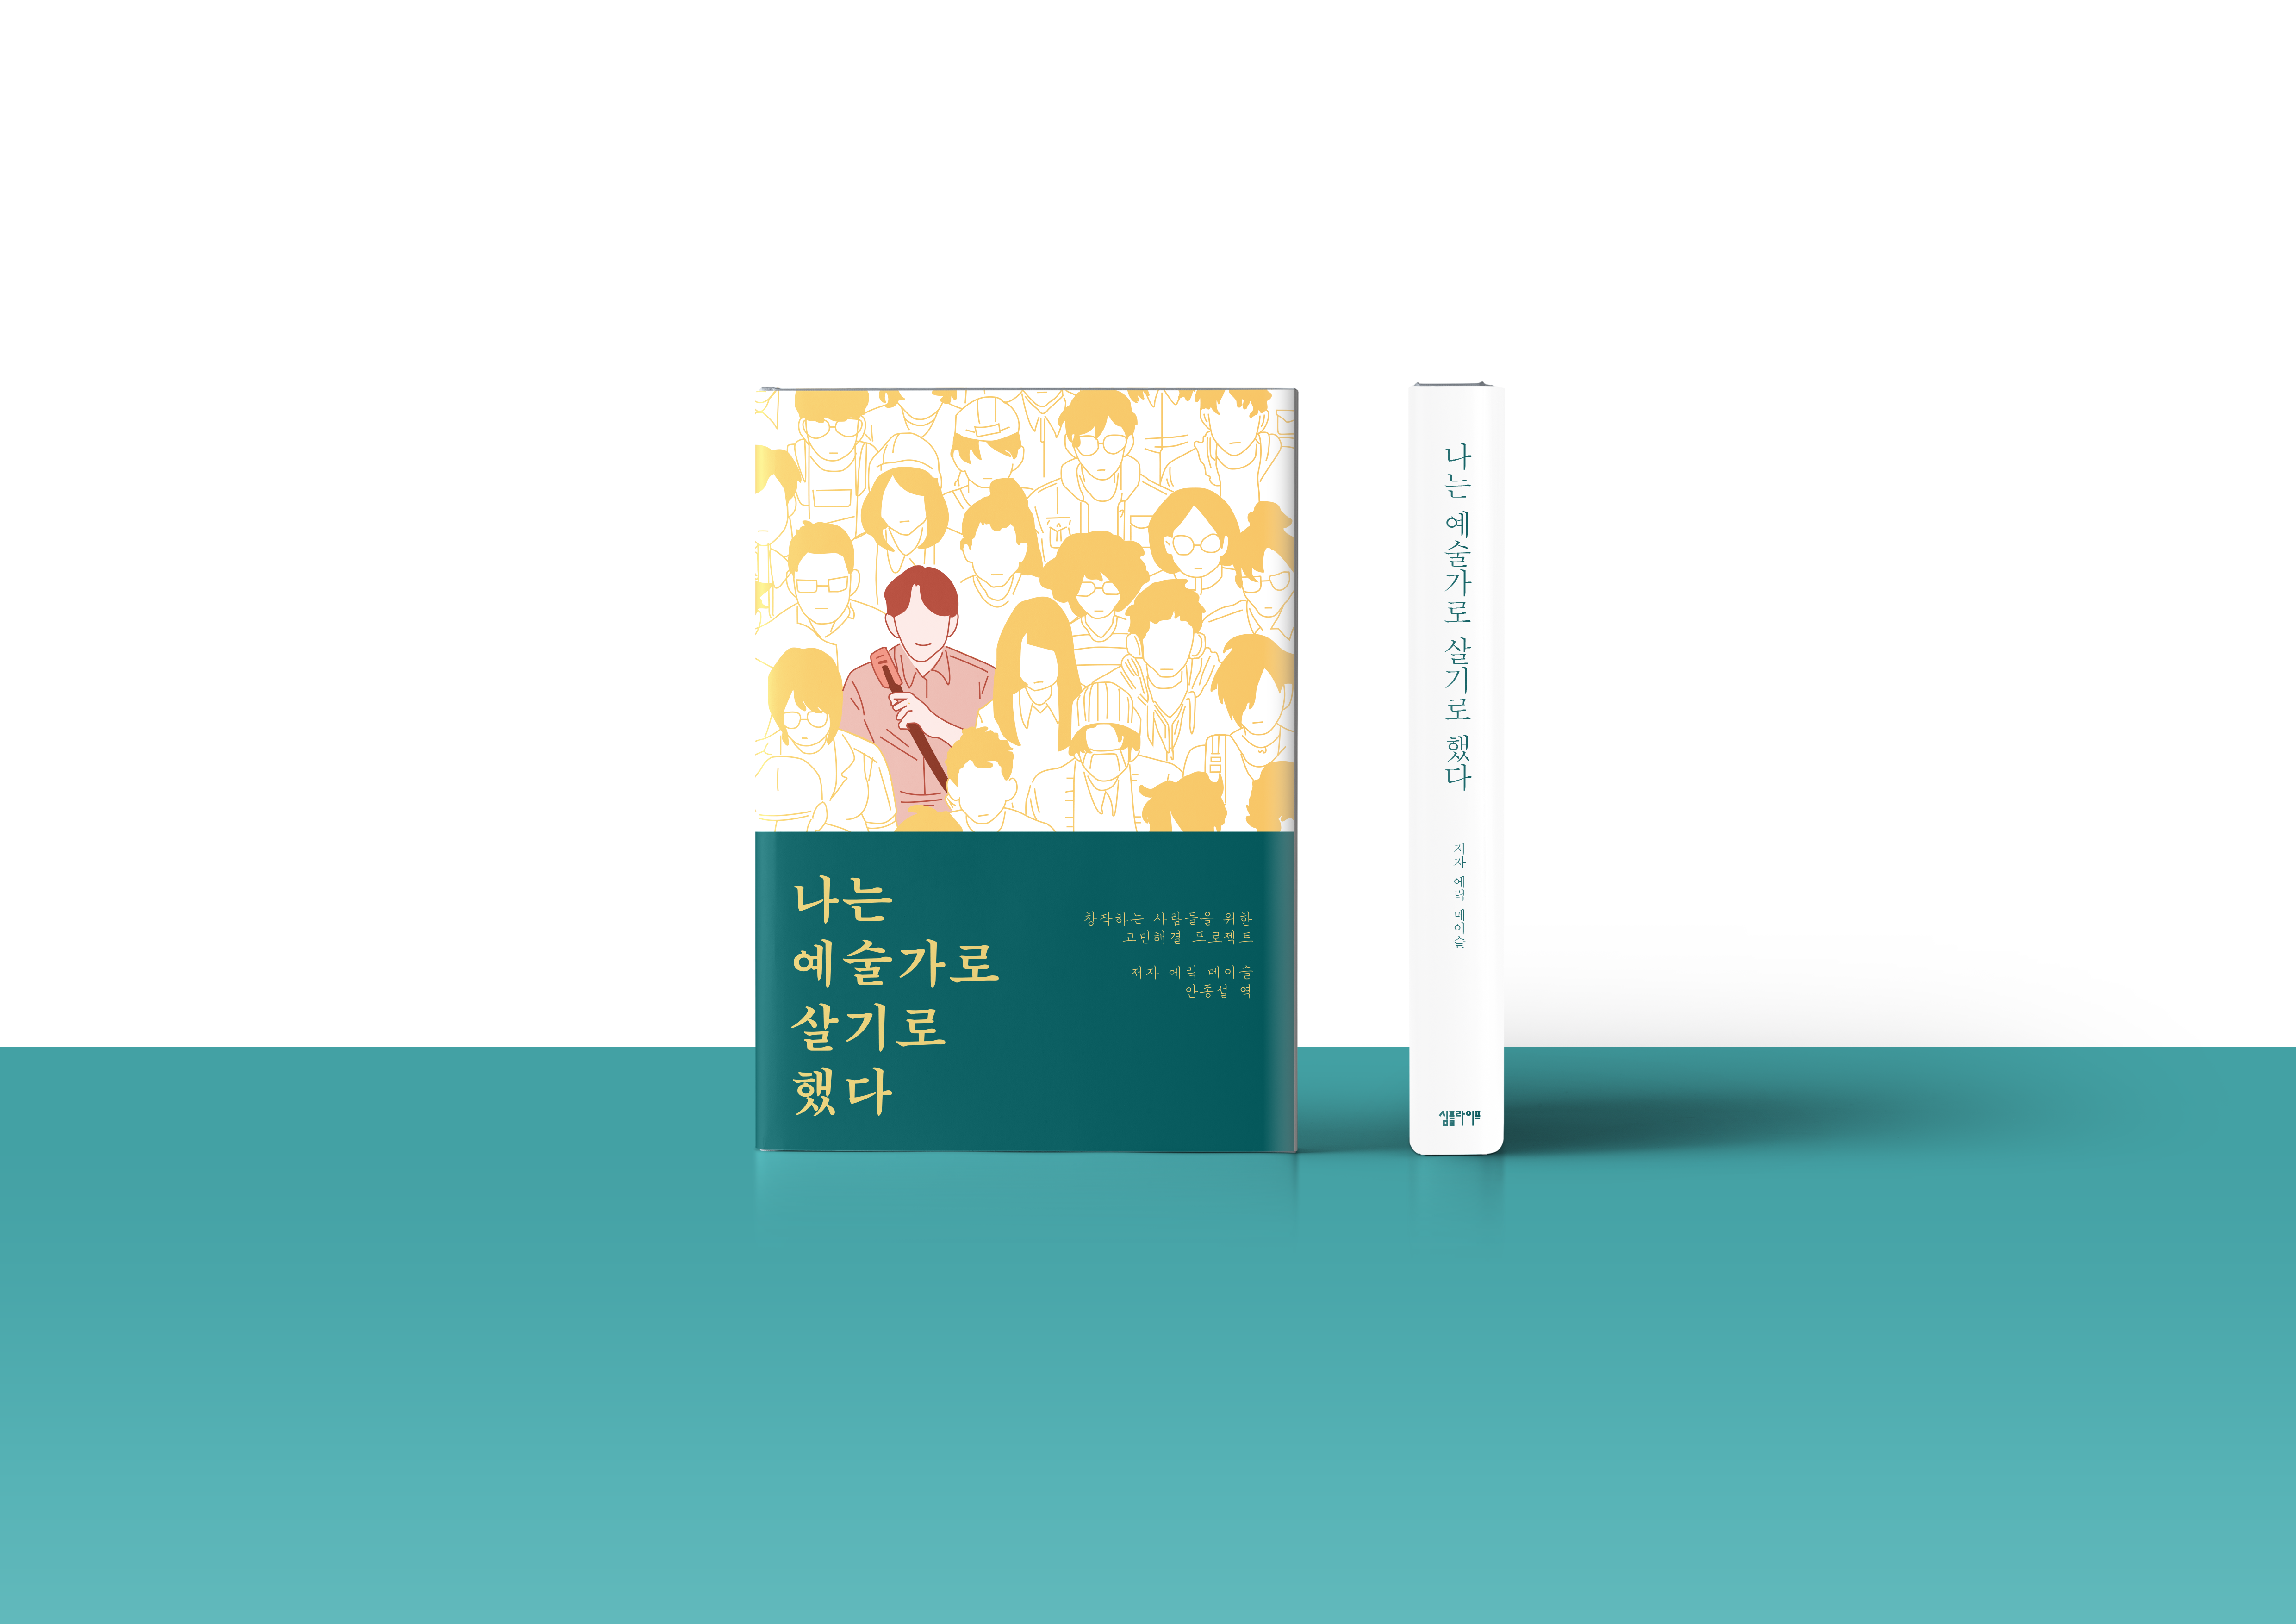 나는
예술가로
살기로
했다
창작하는 사람들을 위한
고민해결 프로젝트
저자 에릭 메이슬
안종설 역
나는 예술가로 살기로 했다
저자 에릭 메이슬
심플라이프